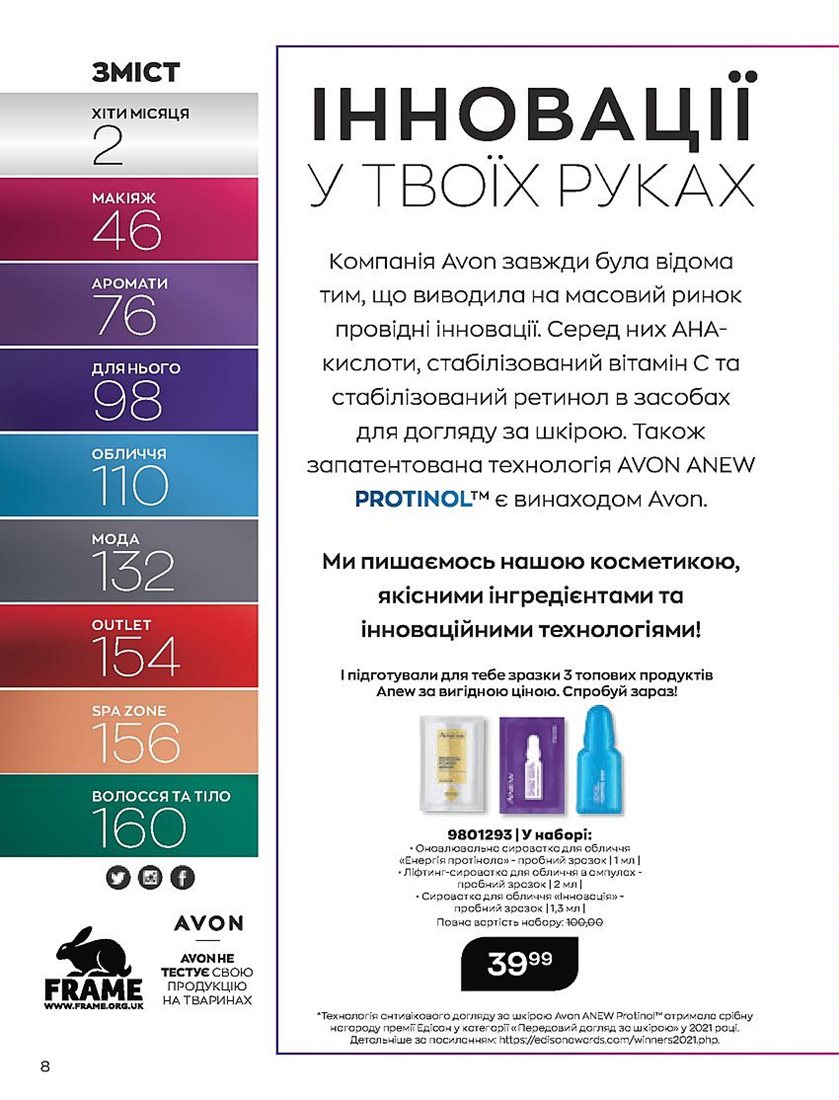 ЗМІСТ
ХІТИ МІСЯЦЯ
2
МАКІЯЖ
46
АРОМАТИ
76
ДЛЯ НЬОГО
98
ОБЛИЧЧЯ
110
МОДА
132
OUTLET
154
SPA ZONE
156
ВОЛОССЯ ТА ТІЛО
160
FRAME
WWW.FRAME.ORG.UK
AVON
AVON НЕ
ТЕСТУЄ СВОЮ
ПРОДУКЦІЮ
НА ТВАРИНАХ
8
ІННОВАЦІЇ
У ТВОЇХ РУКАХ
Компанія Avon завжди була відома
тим, що виводила на масовий ринок
провідні інновації. Серед них АНА-
кислоти, стабілізований вітамін С та
стабілізований ретинол в засобах
для догляду за шкірою. Також
запатентована технологія AVON ANEW
PROTINOL™ є винаходом Avon.
Ми пишаємось нашою косметикою,
якісними інгредієнтами та
інноваційними технологіями!
І підготували для тебе зразки 3 топових продуктів
Anew за вигідною ціною. Спробуй зараз!
9801293 | У наборі:
• Оновлювальна сироватка для обличчя
«Енергія протінола» - пробний зразок | 1 мл |
• Ліфтинг-сироватка для обличчя в ампулах -
пробний зразок | 2 мл |
• Сироватка для обличчя «Інновація» -
пробний зразок | 1,3 мл |
Повна вартість набору: 100,00
39⁹⁹
*Технологія антивікового догляду за шкірою Avon ANEW Protinol™ отримала срібну
нагороду премії Едісон у категорії «Передовий догляд за шкірою» у 2021 році.
Детальніше за посиланням: https://edisonawards.com/winners2021.php.